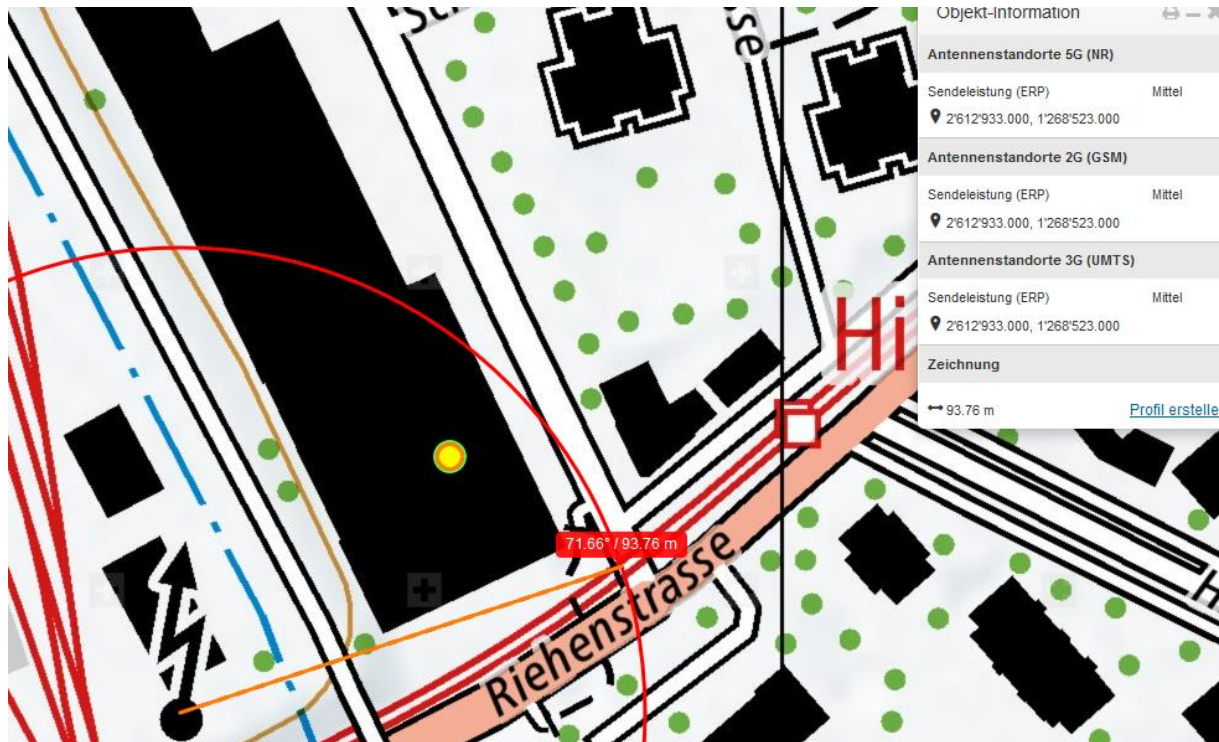 Objekt-Information
Antennenstandorte 5G (NR)
Sendeleistung (ERP) Mittel
2'612'933.000, 1'268'523.000
Antennenstandorte 2G (GSM)
Sendeleistung (ERP) Mittel
2'612'933.000, 1'268'523.000
Antennenstandorte 3G (UMTS)
Sendeleistung (ERP) Mittel
2'612'933.000, 1'268'523.000
Zeichnung
93.76 m Profil erstelle
Hi
71.66° / 93.76 m
Riehenstrasse